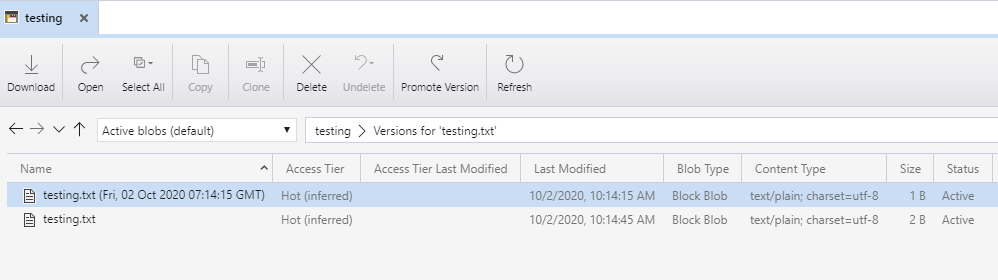 testing
Download Open Select All Copy Clone Delete Undelete Promote Version Refresh
Active blobs (default) testing Versions for 'testing.txt'
Name Access Tier Access Tier Last Modified Last Modified Blob Type Content Type Size Status
testing.txt (Fri, 02 Oct 2020 07:14:15 GMT) Hot (inferred) 10/2/2020, 10:14:15 AM Block Blob text/plain; charset=utf-8 1 B Active
testing.txt Hot (inferred) 10/2/2020, 10:14:45 AM Block Blob text/plain; charset=utf-8 2 B Active